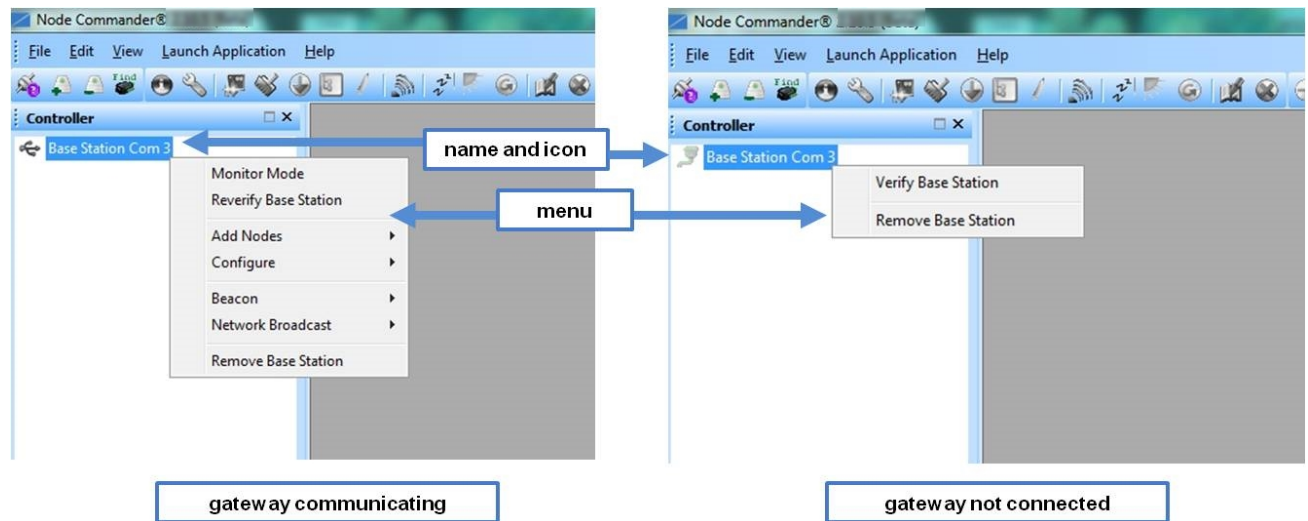 Node Commander®
File Edit View Launch Application Help
Find
Controller
Base Station Com 3
Monitor Mode
Reverify Base Station
Add Nodes
Configure
Beacon
Network Broadcast
Remove Base Station
gateway communicating
name and icon
menu
Node Commander®
File Edit View Launch Application Help
Find
Controller
Base Station Com 3
Verify Base Station
Remove Base Station
gateway not connected